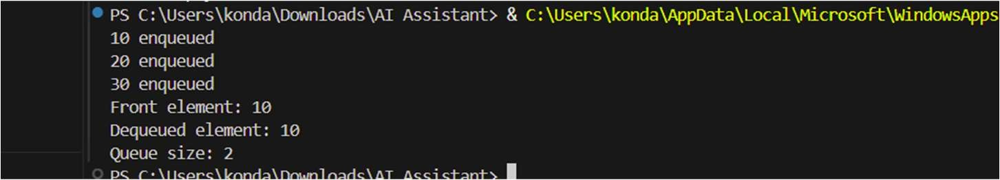 PS C:\Users\konda\Downloads\AI Assistant> & C:\Users\konda\AppData\Local\Microsoft\WindowsApps
10 enqueued
20 enqueued
30 enqueued
Front element: 10
Dequeued element: 10
Queue size: 2
PS C:\Users\konda\Downloads\AI Assistant>